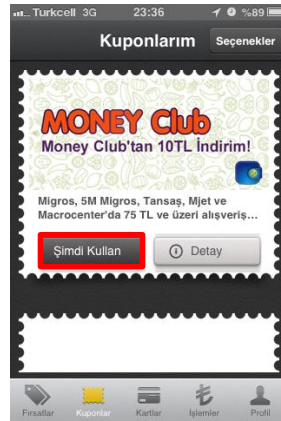 Turkcell 3G 23:36 %89
Kuponlarım Seçenekler
MONEY Club
Money Club'tan 10TL İndirim!
Migros, 5M Migros, Tansaş, Mjet ve
Macrocenter'da 75 TL ve üzeri alışveriş...
Şimdi Kullan Detay
Fırsatlar Kuponlar Kartlar İşlemler Profil